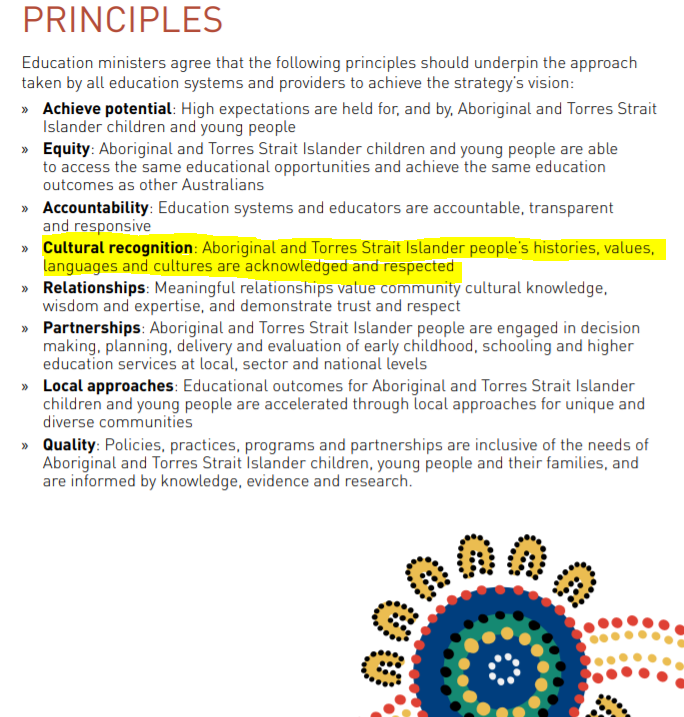 PRINCIPLES
Education ministers agree that the following principles should underpin the approach
taken by all education systems and providers to achieve the strategy’s vision:
» Achieve potential: High expectations are held for, and by, Aboriginal and Torres Strait
Islander children and young people
» Equity: Aboriginal and Torres Strait Islander children and young people are able
to access the same educational opportunities and achieve the same education
outcomes as other Australians
» Accountability: Education systems and educators are accountable, transparent
and responsive
» Cultural recognition: Aboriginal and Torres Strait Islander people’s histories, values,
languages and cultures are acknowledged and respected
» Relationships: Meaningful relationships value community cultural knowledge,
wisdom and expertise, and demonstrate trust and respect
» Partnerships: Aboriginal and Torres Strait Islander people are engaged in decision
making, planning, delivery and evaluation of early childhood, schooling and higher
education services at local, sector and national levels
» Local approaches: Educational outcomes for Aboriginal and Torres Strait Islander
children and young people are accelerated through local approaches for unique and
diverse communities
» Quality: Policies, practices, programs and partnerships are inclusive of the needs of
Aboriginal and Torres Strait Islander children, young people and their families, and
are informed by knowledge, evidence and research.